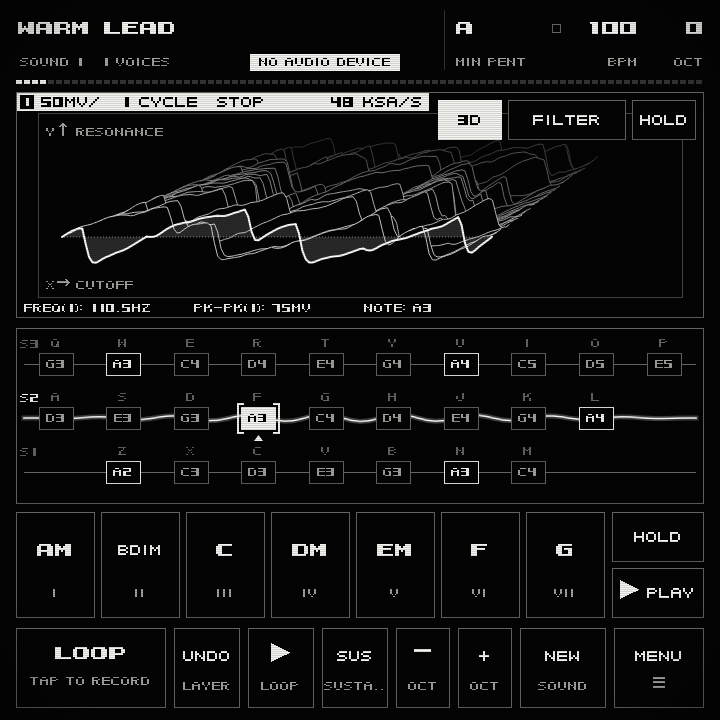 WARM LEAD
A 100 0
SOUND 1 1 VOICES NO AUDIO DEVICE MIN PENT BPM OCT
1 50MV/ 1 CYCLE STOP 48 KSA/S 3D FILTER HOLD
Y↑ RESONANCE
X→ CUTOFF
FREQ(1): 110.5HZ PK-PK(1): 75MV NOTE: A3
S3 Q W E R T Y U I O P
G3 A3 C4 D4 E4 G4 A4 C5 D5 E5
S2 A S D F G H J K L
D3 E3 G3 A3 C4 D4 E4 G4 A4
S1 Z X C V B N M
A2 C3 D3 E3 G3 A3 C4
AM BDIM C DM EM F G HOLD
I II III IV V VI VII PLAY
LOOP UNDO SUS − + NEW MENU
TAP TO RECORD LAYER LOOP SUSTA.. OCT OCT SOUND